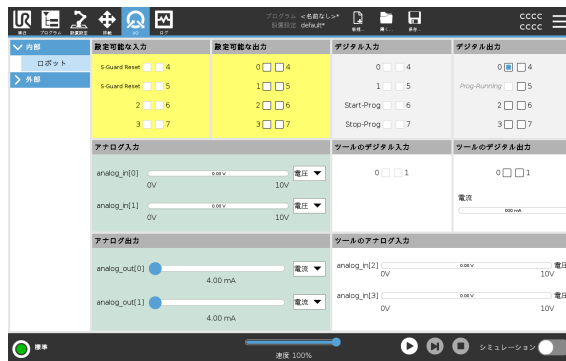 UR
実行 プログラム 設置設定 移動 I/O ログ
プログラム <名前なし>*
設置設定 default*
新規... 開く... 保存...
CCCC
CCCC
内部
ロボット
外部
設定可能な入力
S-Guard Reset 4
S-Guard Reset 5
2 6
3 7
設定可能な出力
0 4
1 5
2 6
3 7
デジタル入力
0 4
1 5
Start-Prog 6
Stop-Prog 7
デジタル出力
0 4
Prog-Running 5
2 6
3 7
アナログ入力
analog_in[0] 0.00 V 電圧
0V 10V
analog_in[1] 0.00 V 電圧
0V 10V
ツールのデジタル入力
0 1
ツールのデジタル出力
0 1
電流
000 mA
アナログ出力
analog_out[0] 電流
4.00 mA
analog_out[1] 電流
4.00 mA
ツールのアナログ入力
analog_in[2] 0.00 V 電圧
0V 10V
analog_in[3] 0.00 V 電圧
0V 10V
標準
速度 100%
シミュレーション